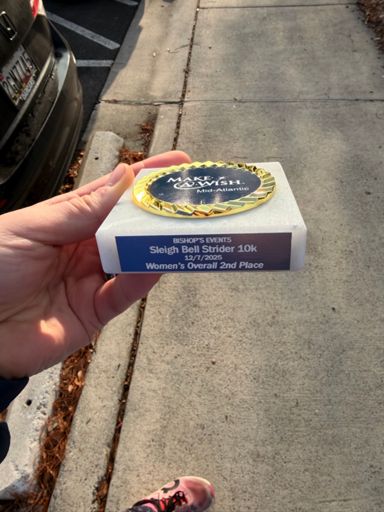 MAKE-A-WISH®
Mid-Atlantic
BISHOP'S EVENTS
Sleigh Bell Strider 10k
12/7/2025
Women's Overall 2nd Place